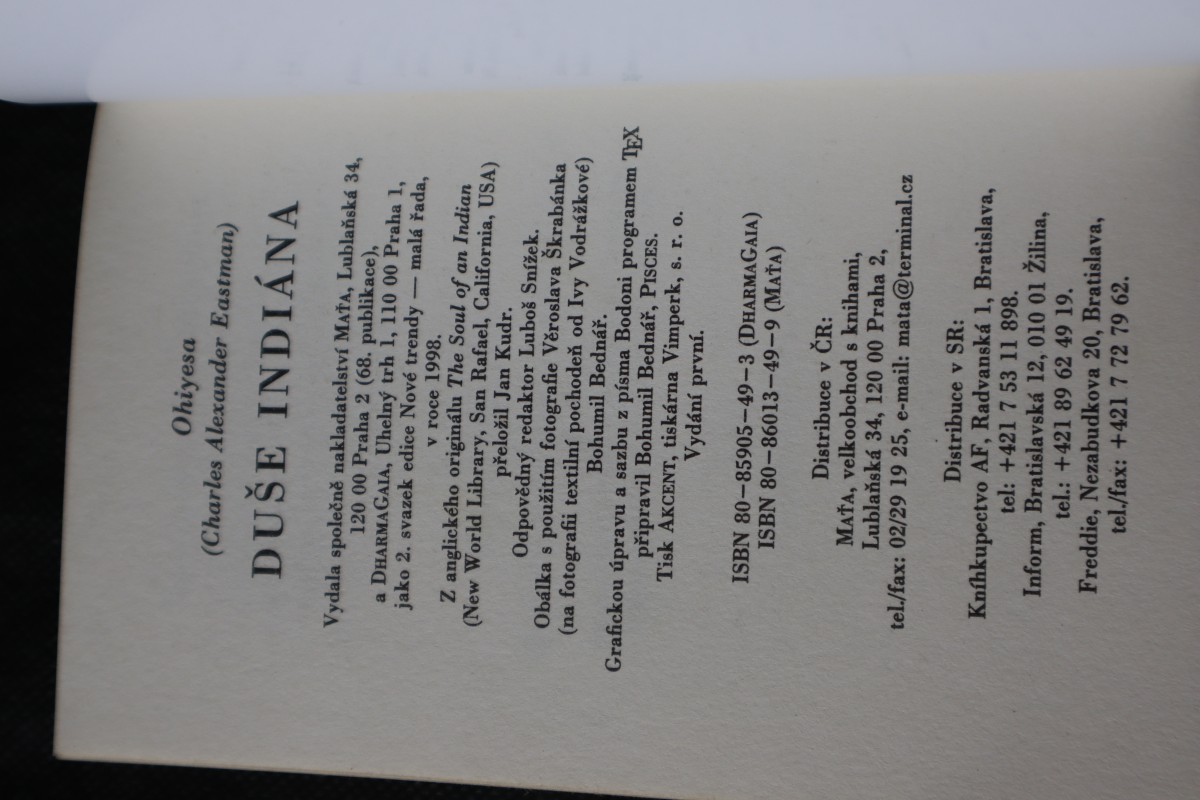 Ohiyesa
(Charles Alexander Eastman)
DUŠE INDIÁNA
Vydala společně nakladatelství MAŤA, Lublaňská 34,
120 00 Praha 2 (68. publikace),
a DHARMAGAIA, Uhelný trh 1, 110 00 Praha 1,
jako 2. svazek edice Nové trendy — malá řada,
v roce 1998.
Z anglického originálu The Soul of an Indian
(New World Library, San Rafael, California, USA)
přeložil Jan Kudr.
Odpovědný redaktor Luboš Snížek.
Obálka s použitím fotografie Věroslava Škrabánka
(na fotografii textilní pochodeň od Ivy Vodrážkové)
Bohumil Bednář.
Grafickou úpravu a sazbu z písma Bodoni programem TEX
připravil Bohumil Bednář, PISCES.
Tisk AKCENT, tiskárna Vimperk, s. r. o.
Vydání první.
ISBN 80–85905–49–3 (DHARMAGAIA)
ISBN 80–86013–49–9 (MAŤA)
Distribuce v ČR:
MAŤA, velkoobchod s knihami,
Lublaňská 34, 120 00 Praha 2,
tel./fax: 02/29 19 25, e-mail: mata@terminal.cz
Distribuce v SR:
Kníhkupectvo AF, Radvanská 1, Bratislava,
tel: +421 7 53 11 898.
Inform, Bratislavská 12, 010 01 Žilina,
tel.: +421 89 62 49 19.
Freddie, Nezabudkova 20, Bratislava,
tel./fax: +421 7 72 79 62.